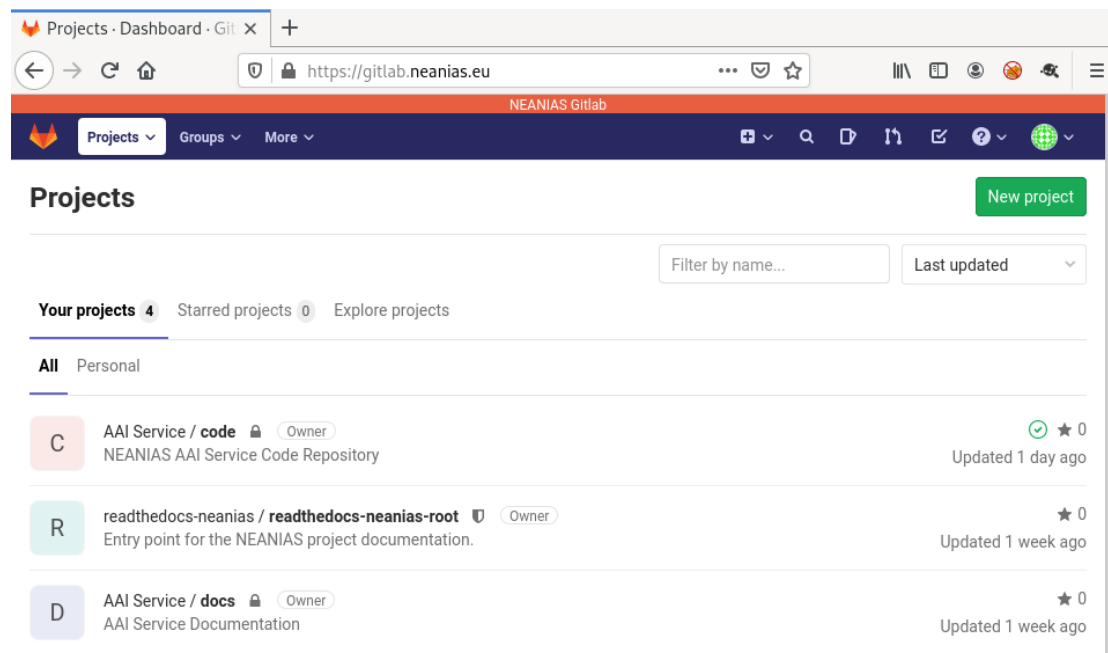 Projects · Dashboard · Git
https://gitlab.neanias.eu
NEANIAS Gitlab
Projects Groups More
Projects
New project
Filter by name... Last updated
Your projects 4 Starred projects 0 Explore projects
All Personal
C AAI Service / code Owner 0
NEANIAS AAI Service Code Repository Updated 1 day ago
R readthedocs-neanias / readthedocs-neanias-root Owner 0
Entry point for the NEANIAS project documentation. Updated 1 week ago
D AAI Service / docs Owner 0
AAI Service Documentation Updated 1 week ago